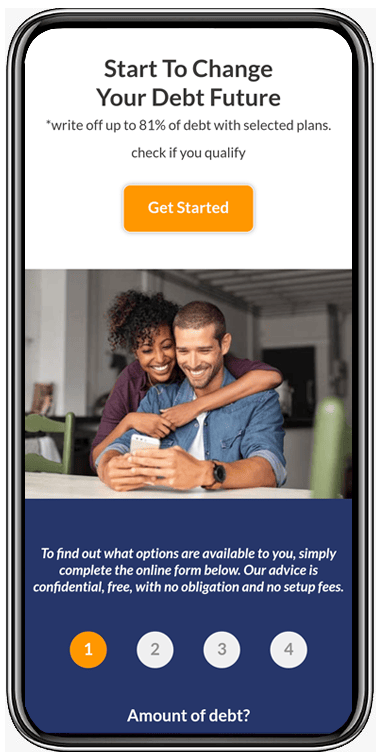 Start To Change
Your Debt Future
*write off up to 81% of debt with selected plans.
check if you qualify
Get Started
To find out what options are available to you, simply
complete the online form below. Our advice is
confidential, free, with no obligation and no setup fees.
1 2 3 4
Amount of debt?